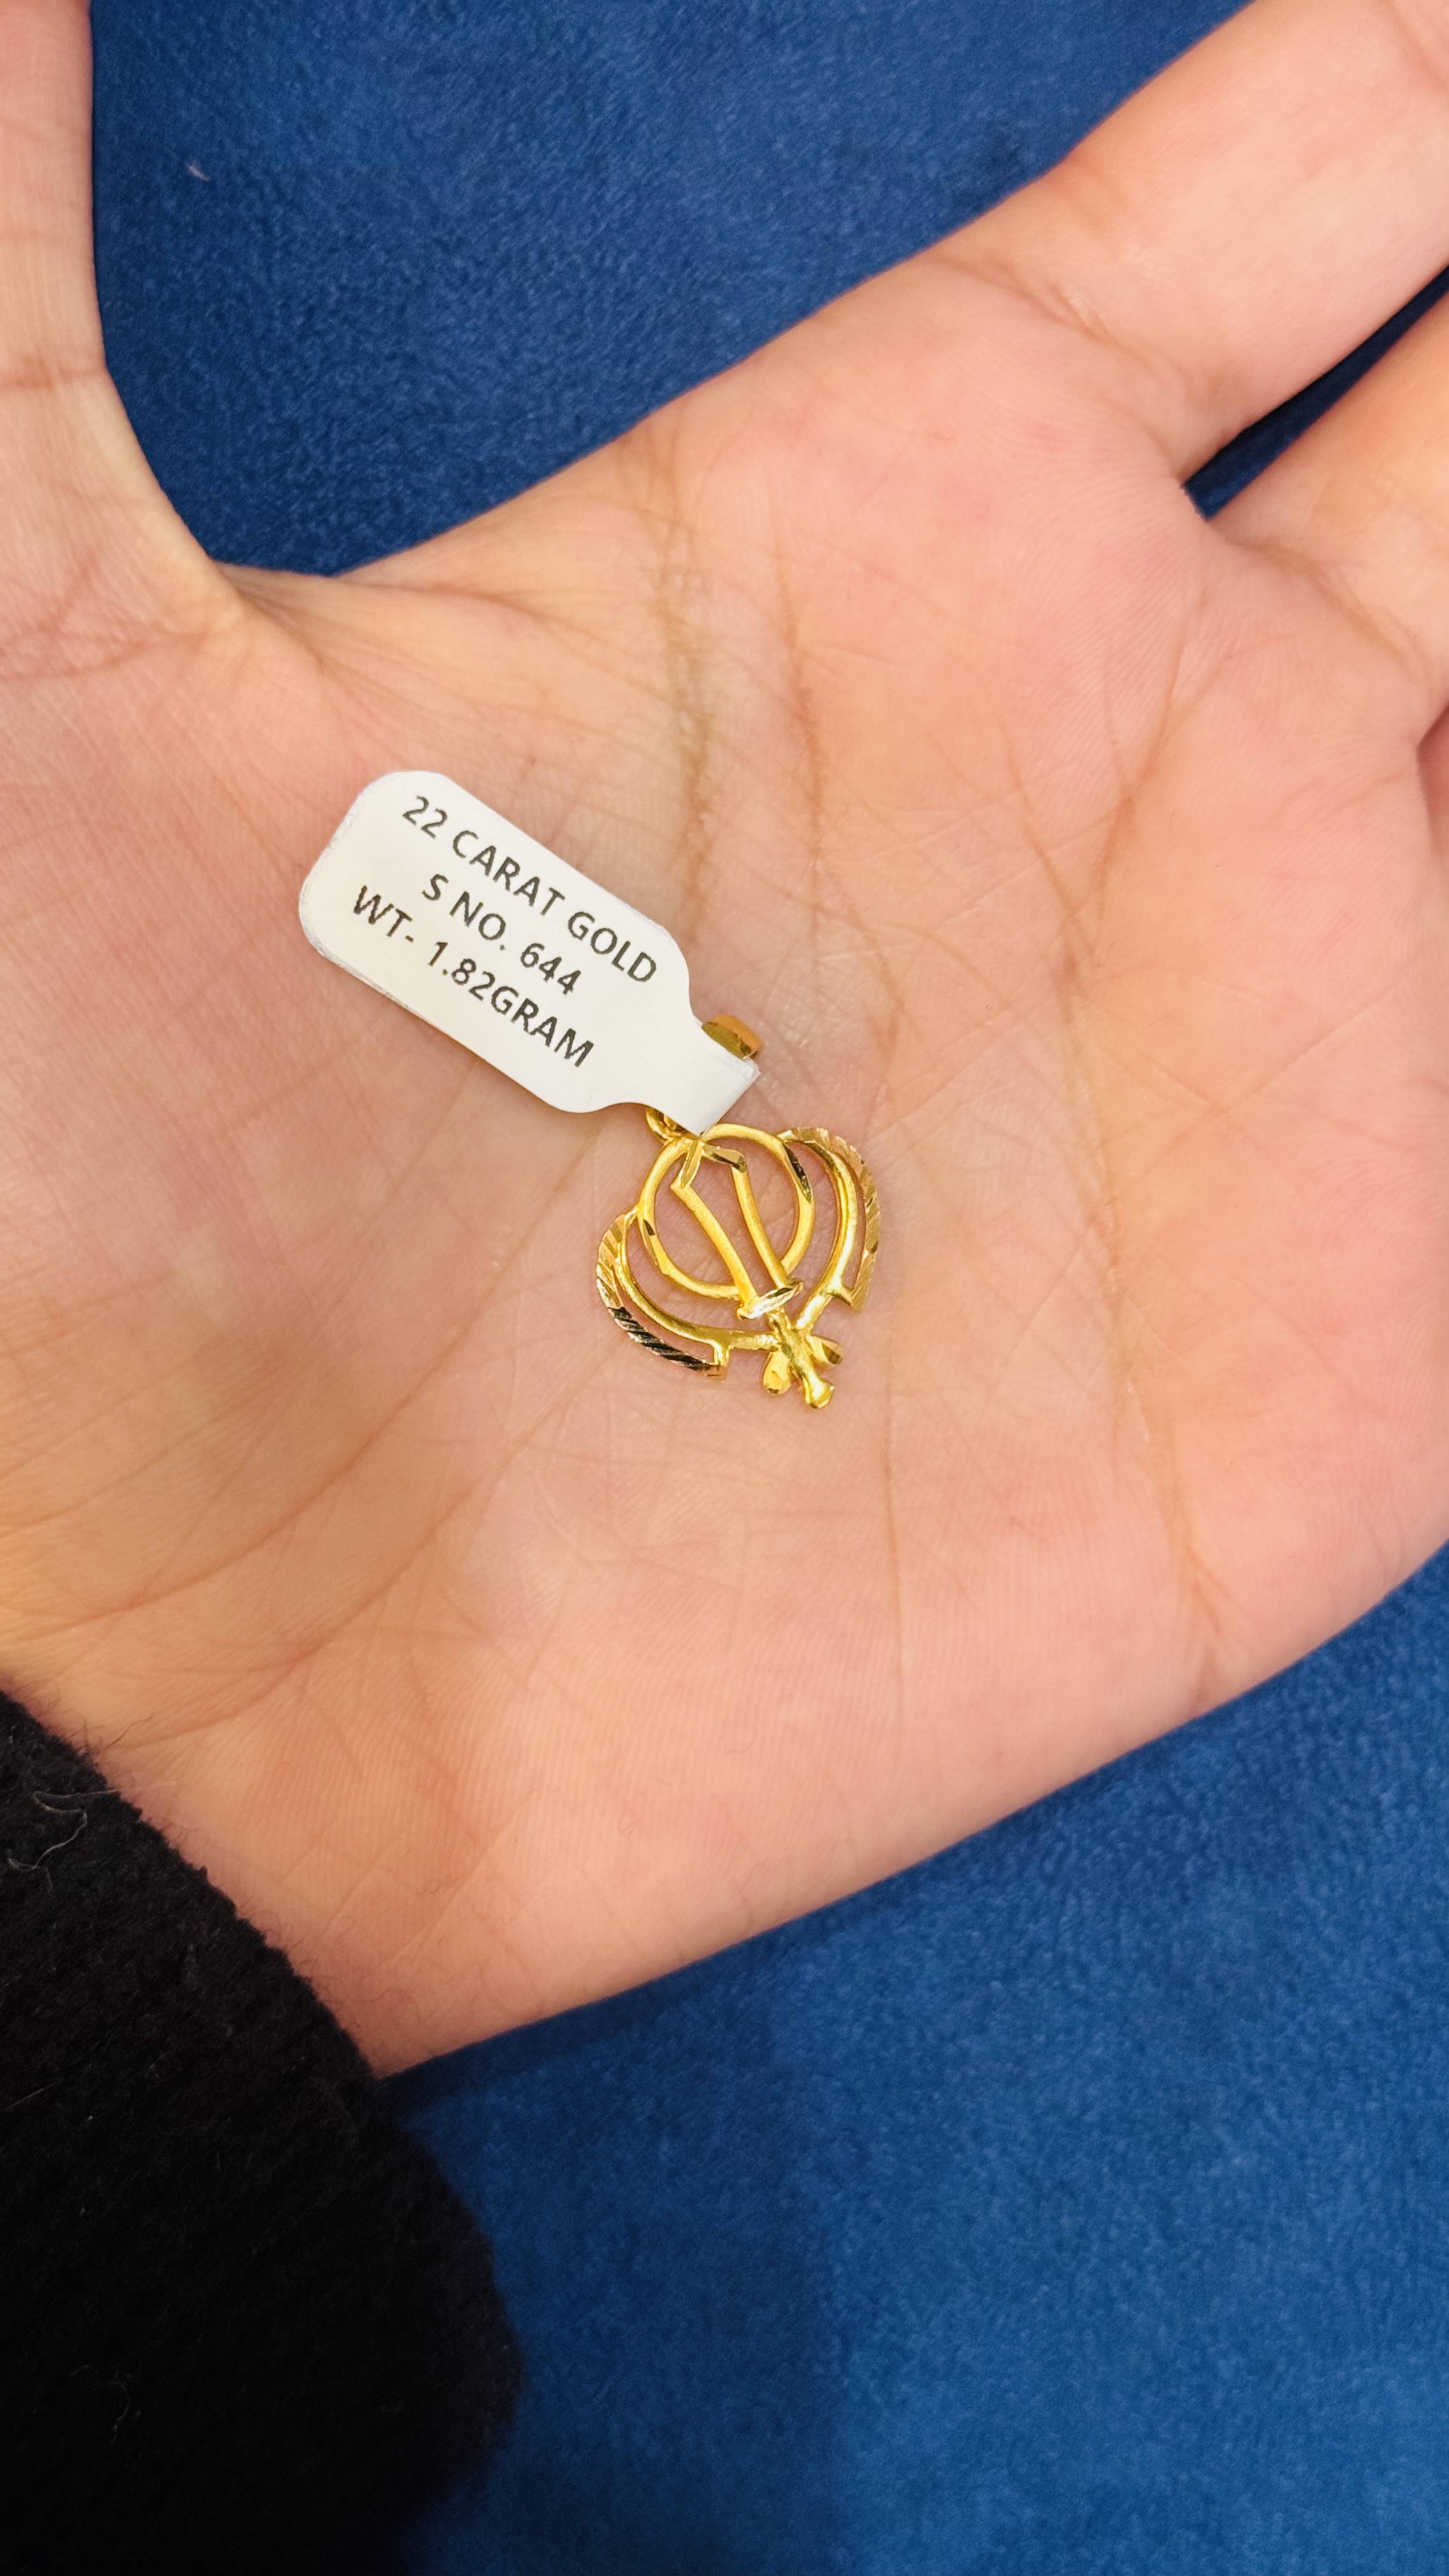 22 CARAT GOLD
S NO. 644
WT- 1.82GRAM